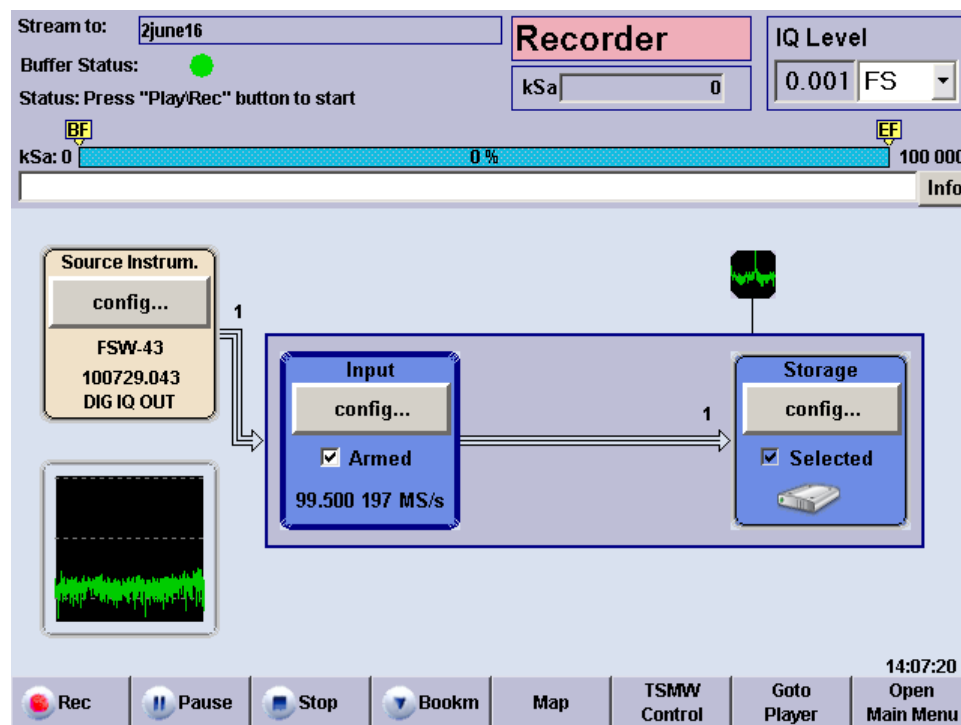 Stream to: 2june16
Recorder
IQ Level
Buffer Status:
kSa 0
0.001 FS
Status: Press "Play\Rec" button to start
BF EF
kSa: 0 0 % 100 000
Info
Source Instrum.
config...
FSW-43
100729.043
DIG IQ OUT
1
Input
config...
Armed
99.500 197 MS/s
1
Storage
config...
Selected
14:07:20
Rec
Pause
Stop
Bookm
Map
TSMW
Control
Goto
Player
Open
Main Menu